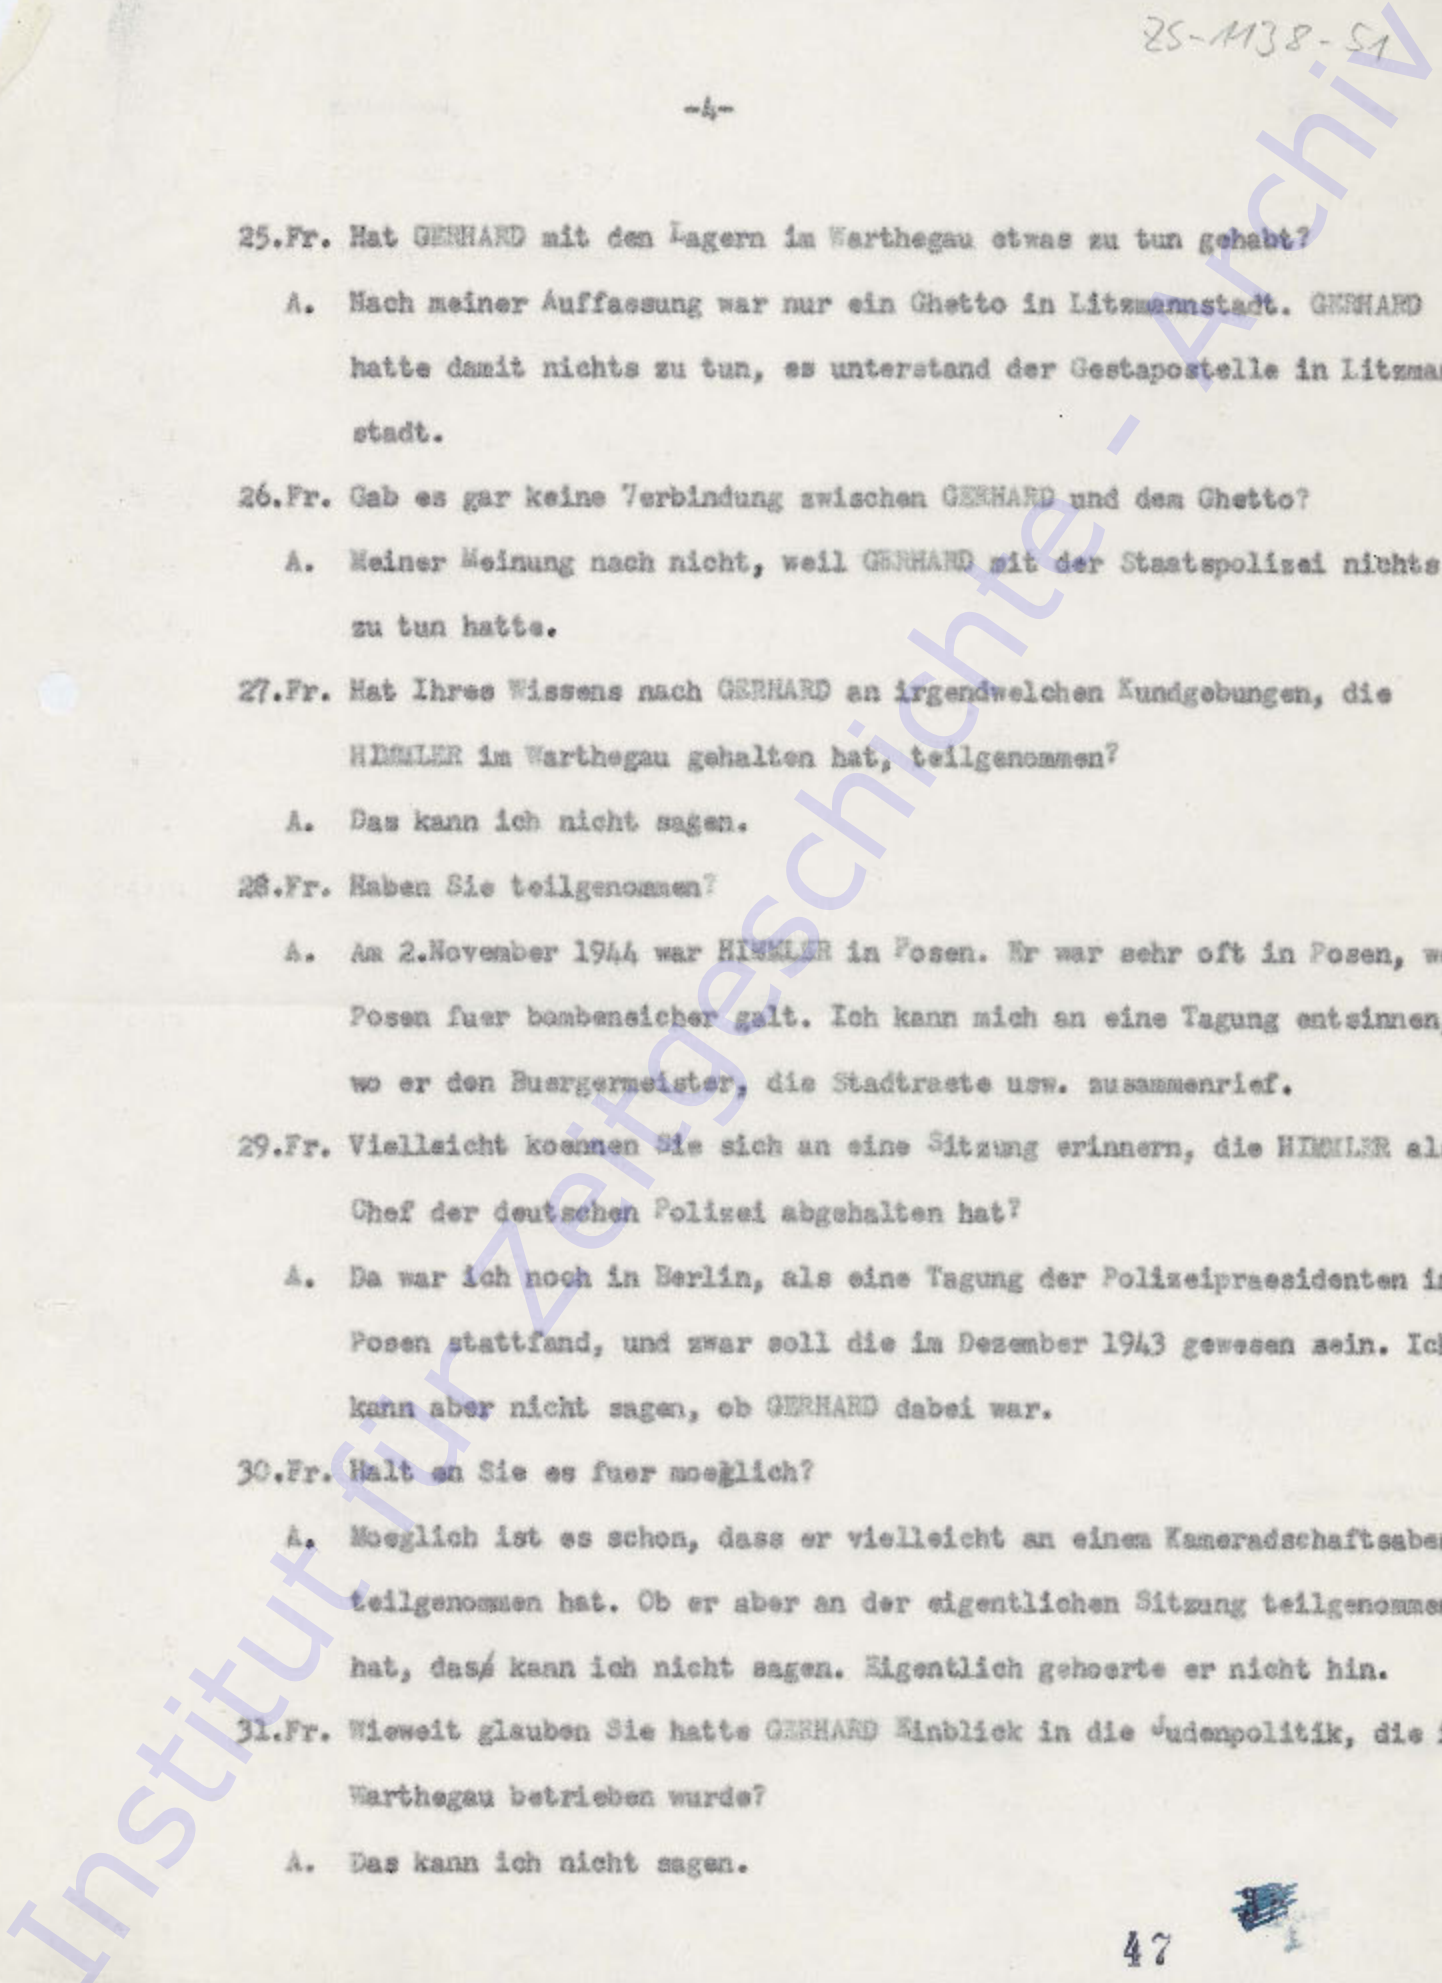 ZS-1138-51
-4-
25.Fr. Hat GERHARD mit den Lagern im Warthegau etwas zu tun gehabt?
A. Nach meiner Auffassung war nur ein Ghetto in Litzmannstadt. GERHARD
hatte damit nichts zu tun, es unterstand der Gestapostelle in Litzma
stadt.
26.Fr. Gab es gar keine Verbindung zwischen GERHARD und dem Ghetto?
A. Meiner Meinung nach nicht, weil GERHARD mit der Staatspolizei nichts
zu tun hatte.
27.Fr. Hat Ihres Wissens nach GERHARD an irgendwelchen Kundgebungen, die
HIMMLER im Warthegau gehalten hat, teilgenommen?
A. Das kann ich nicht sagen.
28.Fr. Haben Sie teilgenommen?
A. Am 2.November 1944 war HIMMLER in Posen. Er war sehr oft in Posen, w
Posen fuer bombensicher galt. Ich kann mich an eine Tagung entsinnen,
wo er den Buergermeister, die Stadtraete usw. zusammenrief.
29.Fr. Vielleicht koennen Sie sich an eine Sitzung erinnern, die HIMMLER al
Chef der deutschen Polizei abgehalten hat?
A. Da war ich noch in Berlin, als eine Tagung der Polizeipraesidenten i
Posen stattfand, und zwar soll die im Dezember 1943 gewesen sein. Ich
kann aber nicht sagen, ob GERHARD dabei war.
30.Fr. Halt en Sie es fuer moeglich?
A. Moeglich ist es schon, dass er vielleicht an einem Kameradschaftsabe
teilgenommen hat. Ob er aber an der eigentlichen Sitzung teilgenommen
hat, das kann ich nicht sagen. Eigentlich gehoerte er nicht hin.
31.Fr. Wieweit glauben Sie hatte GERHARD Einblick in die Judenpolitik, die
Warthegau betrieben wurde?
A. Das kann ich nicht sagen.
47
Institut für Zeitgeschichte - Archiv